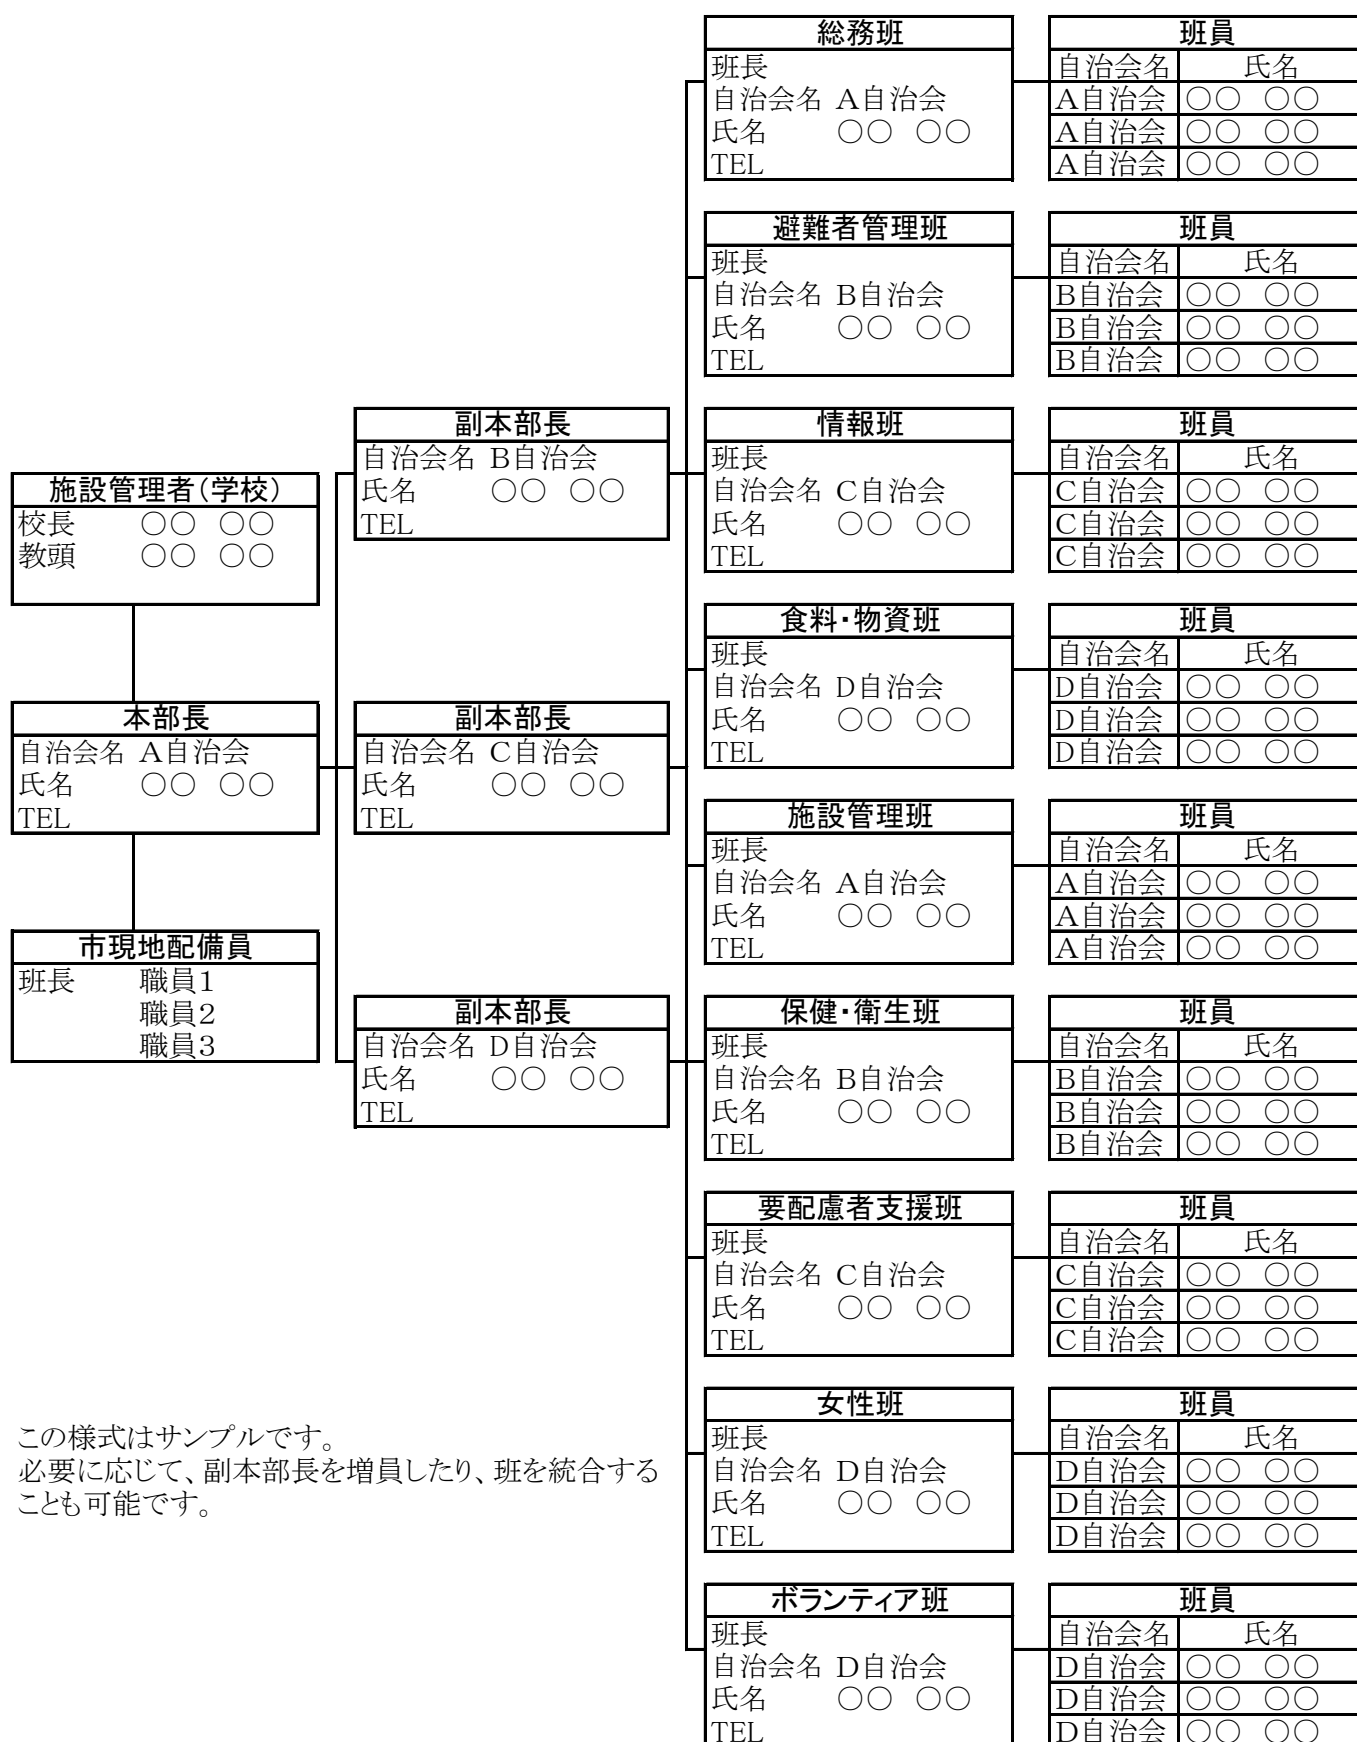 施設管理者（学校）
校長 ○○ ○○
教頭 ○○ ○○
本部長
自治会名 A自治会
氏名 ○○ ○○
TEL
市現地配備員
班長 職員1
職員2
職員3
副本部長
自治会名 B自治会
氏名 ○○ ○○
TEL
副本部長
自治会名 C自治会
氏名 ○○ ○○
TEL
副本部長
自治会名 D自治会
氏名 ○○ ○○
TEL
総務班
班長
自治会名 A自治会
氏名 ○○ ○○
TEL
班員
自治会名 氏名
A自治会 ○○ ○○
A自治会 ○○ ○○
A自治会 ○○ ○○
避難者管理班
班長
自治会名 B自治会
氏名 ○○ ○○
TEL
班員
自治会名 氏名
B自治会 ○○ ○○
B自治会 ○○ ○○
B自治会 ○○ ○○
情報班
班長
自治会名 C自治会
氏名 ○○ ○○
TEL
班員
自治会名 氏名
C自治会 ○○ ○○
C自治会 ○○ ○○
C自治会 ○○ ○○
食料・物資班
班長
自治会名 D自治会
氏名 ○○ ○○
TEL
班員
自治会名 氏名
D自治会 ○○ ○○
D自治会 ○○ ○○
D自治会 ○○ ○○
施設管理班
班長
自治会名 A自治会
氏名 ○○ ○○
TEL
班員
自治会名 氏名
A自治会 ○○ ○○
A自治会 ○○ ○○
A自治会 ○○ ○○
保健・衛生班
班長
自治会名 B自治会
氏名 ○○ ○○
TEL
班員
自治会名 氏名
B自治会 ○○ ○○
B自治会 ○○ ○○
B自治会 ○○ ○○
要配慮者支援班
班長
自治会名 C自治会
氏名 ○○ ○○
TEL
班員
自治会名 氏名
C自治会 ○○ ○○
C自治会 ○○ ○○
C自治会 ○○ ○○
女性班
班長
自治会名 D自治会
氏名 ○○ ○○
TEL
班員
自治会名 氏名
D自治会 ○○ ○○
D自治会 ○○ ○○
D自治会 ○○ ○○
ボランティア班
班長
自治会名 D自治会
氏名 ○○ ○○
TEL
班員
自治会名 氏名
D自治会 ○○ ○○
D自治会 ○○ ○○
D自治会 ○○ ○○
この様式はサンプルです。
必要に応じて、副本部長を増員したり、班を統合する
ことも可能です。